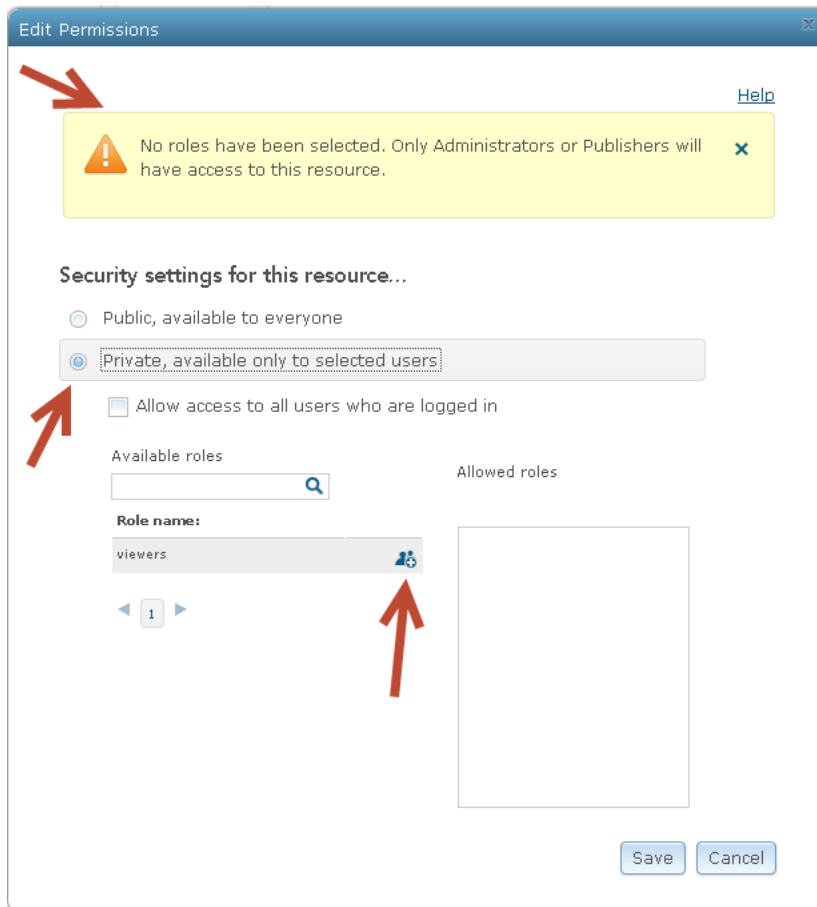 Edit Permissions
Help
No roles have been selected. Only Administrators or Publishers will
have access to this resource.
Security settings for this resource...
Public, available to everyone
Private, available only to selected users
Allow access to all users who are logged in
Available roles
Allowed roles
Role name:
viewers
1
Save Cancel